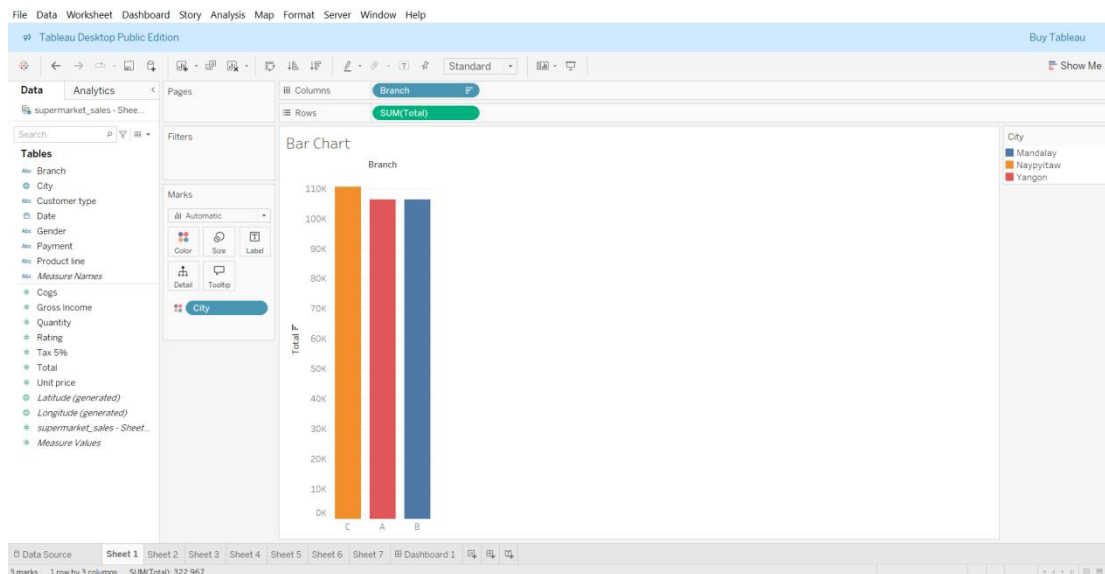 File Data Worksheet Dashboard Story Analysis Map Format Server Window Help
Tableau Desktop Public Edition
Buy Tableau
Standard
Show Me
Data Analytics
supermarket_sales - Shee...
Search
Tables
Abc Branch
City
Abc Customer type
Date
Abc Gender
Abc Payment
Abc Product line
Abc Measure Names
# Cogs
# Gross Income
# Quantity
# Rating
# Tax 5%
# Total
# Unit price
Latitude (generated)
Longitude (generated)
# supermarket_sales - Sheet...
# Measure Values
Pages
Filters
Marks
Automatic
Color Size Label
Detail Tooltip
City
Columns Branch
Rows SUM(Total)
Bar Chart
Branch
110K
100K
90K
80K
70K
60K
50K
40K
30K
20K
10K
0K
Total
C A B
City
Mandalay
Naypyitaw
Yangon
Data Source Sheet 1 Sheet 2 Sheet 3 Sheet 4 Sheet 5 Sheet 6 Sheet 7 Dashboard 1
3 marks 1 row by 3 columns SUM(Total): 322,967